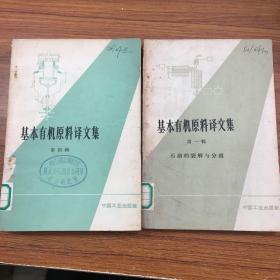 基本有机原料译文集
第四辑
中国工业出版社
基本有机原料译文集
第一辑
石油的裂解与分离
中国工业出版社